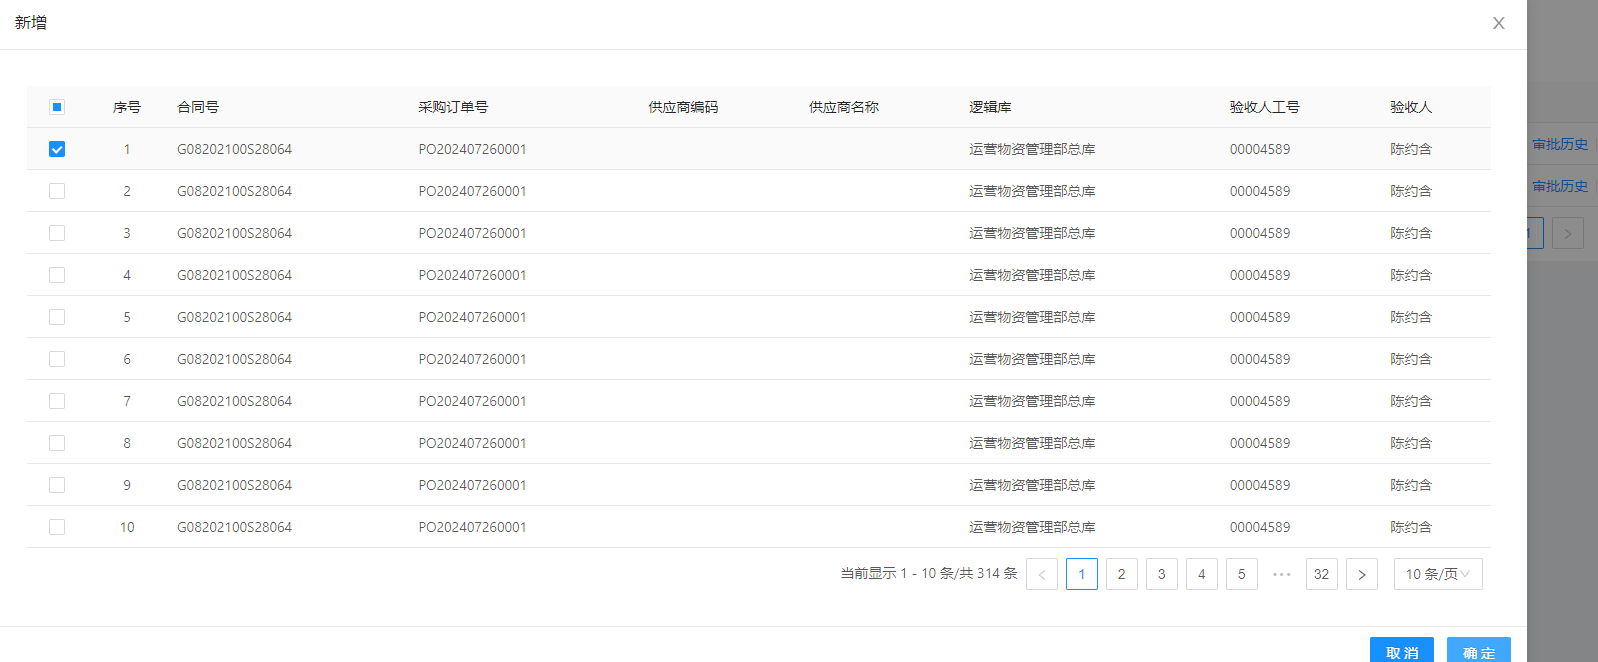 新增
序号 合同号 采购订单号 供应商编码 供应商名称 逻辑库 验收人工号 验收人
1 G08202100S28064 PO202407260001 运营物资管理部总库 00004589 陈约含
审批历史
2 G08202100S28064 PO202407260001 运营物资管理部总库 00004589 陈约含
审批历史
3 G08202100S28064 PO202407260001 运营物资管理部总库 00004589 陈约含
1
4 G08202100S28064 PO202407260001 运营物资管理部总库 00004589 陈约含
5 G08202100S28064 PO202407260001 运营物资管理部总库 00004589 陈约含
6 G08202100S28064 PO202407260001 运营物资管理部总库 00004589 陈约含
7 G08202100S28064 PO202407260001 运营物资管理部总库 00004589 陈约含
8 G08202100S28064 PO202407260001 运营物资管理部总库 00004589 陈约含
9 G08202100S28064 PO202407260001 运营物资管理部总库 00004589 陈约含
10 G08202100S28064 PO202407260001 运营物资管理部总库 00004589 陈约含
当前显示 1 - 10 条/共 314 条 < 1 2 3 4 5 ••• 32 > 10 条/页
取 消 确 定